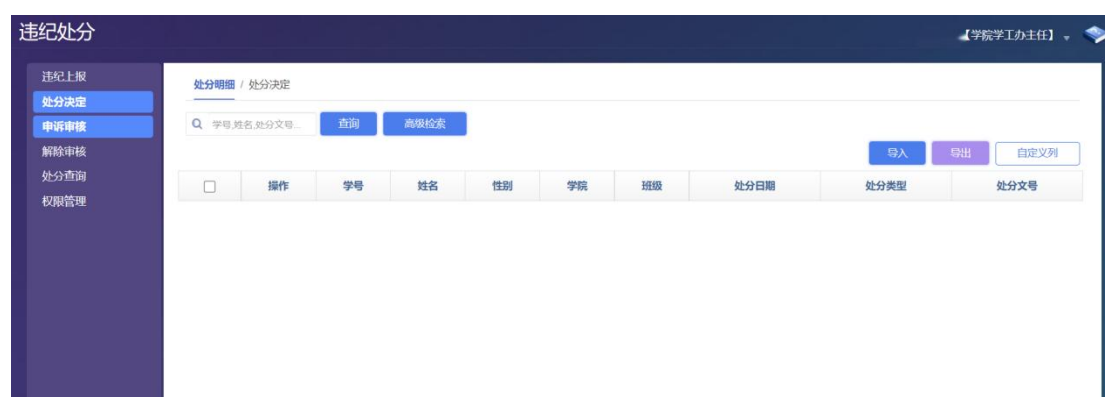 违纪处分
【学院学工办主任】
违纪上报
处分决定
申诉审核
解除审核
处分查询
权限管理
处分明细 / 处分决定
学号,姓名,处分文号... 查询 高级检索
导入 导出 自定义列
操作 学号 姓名 性别 学院 班级 处分日期 处分类型 处分文号